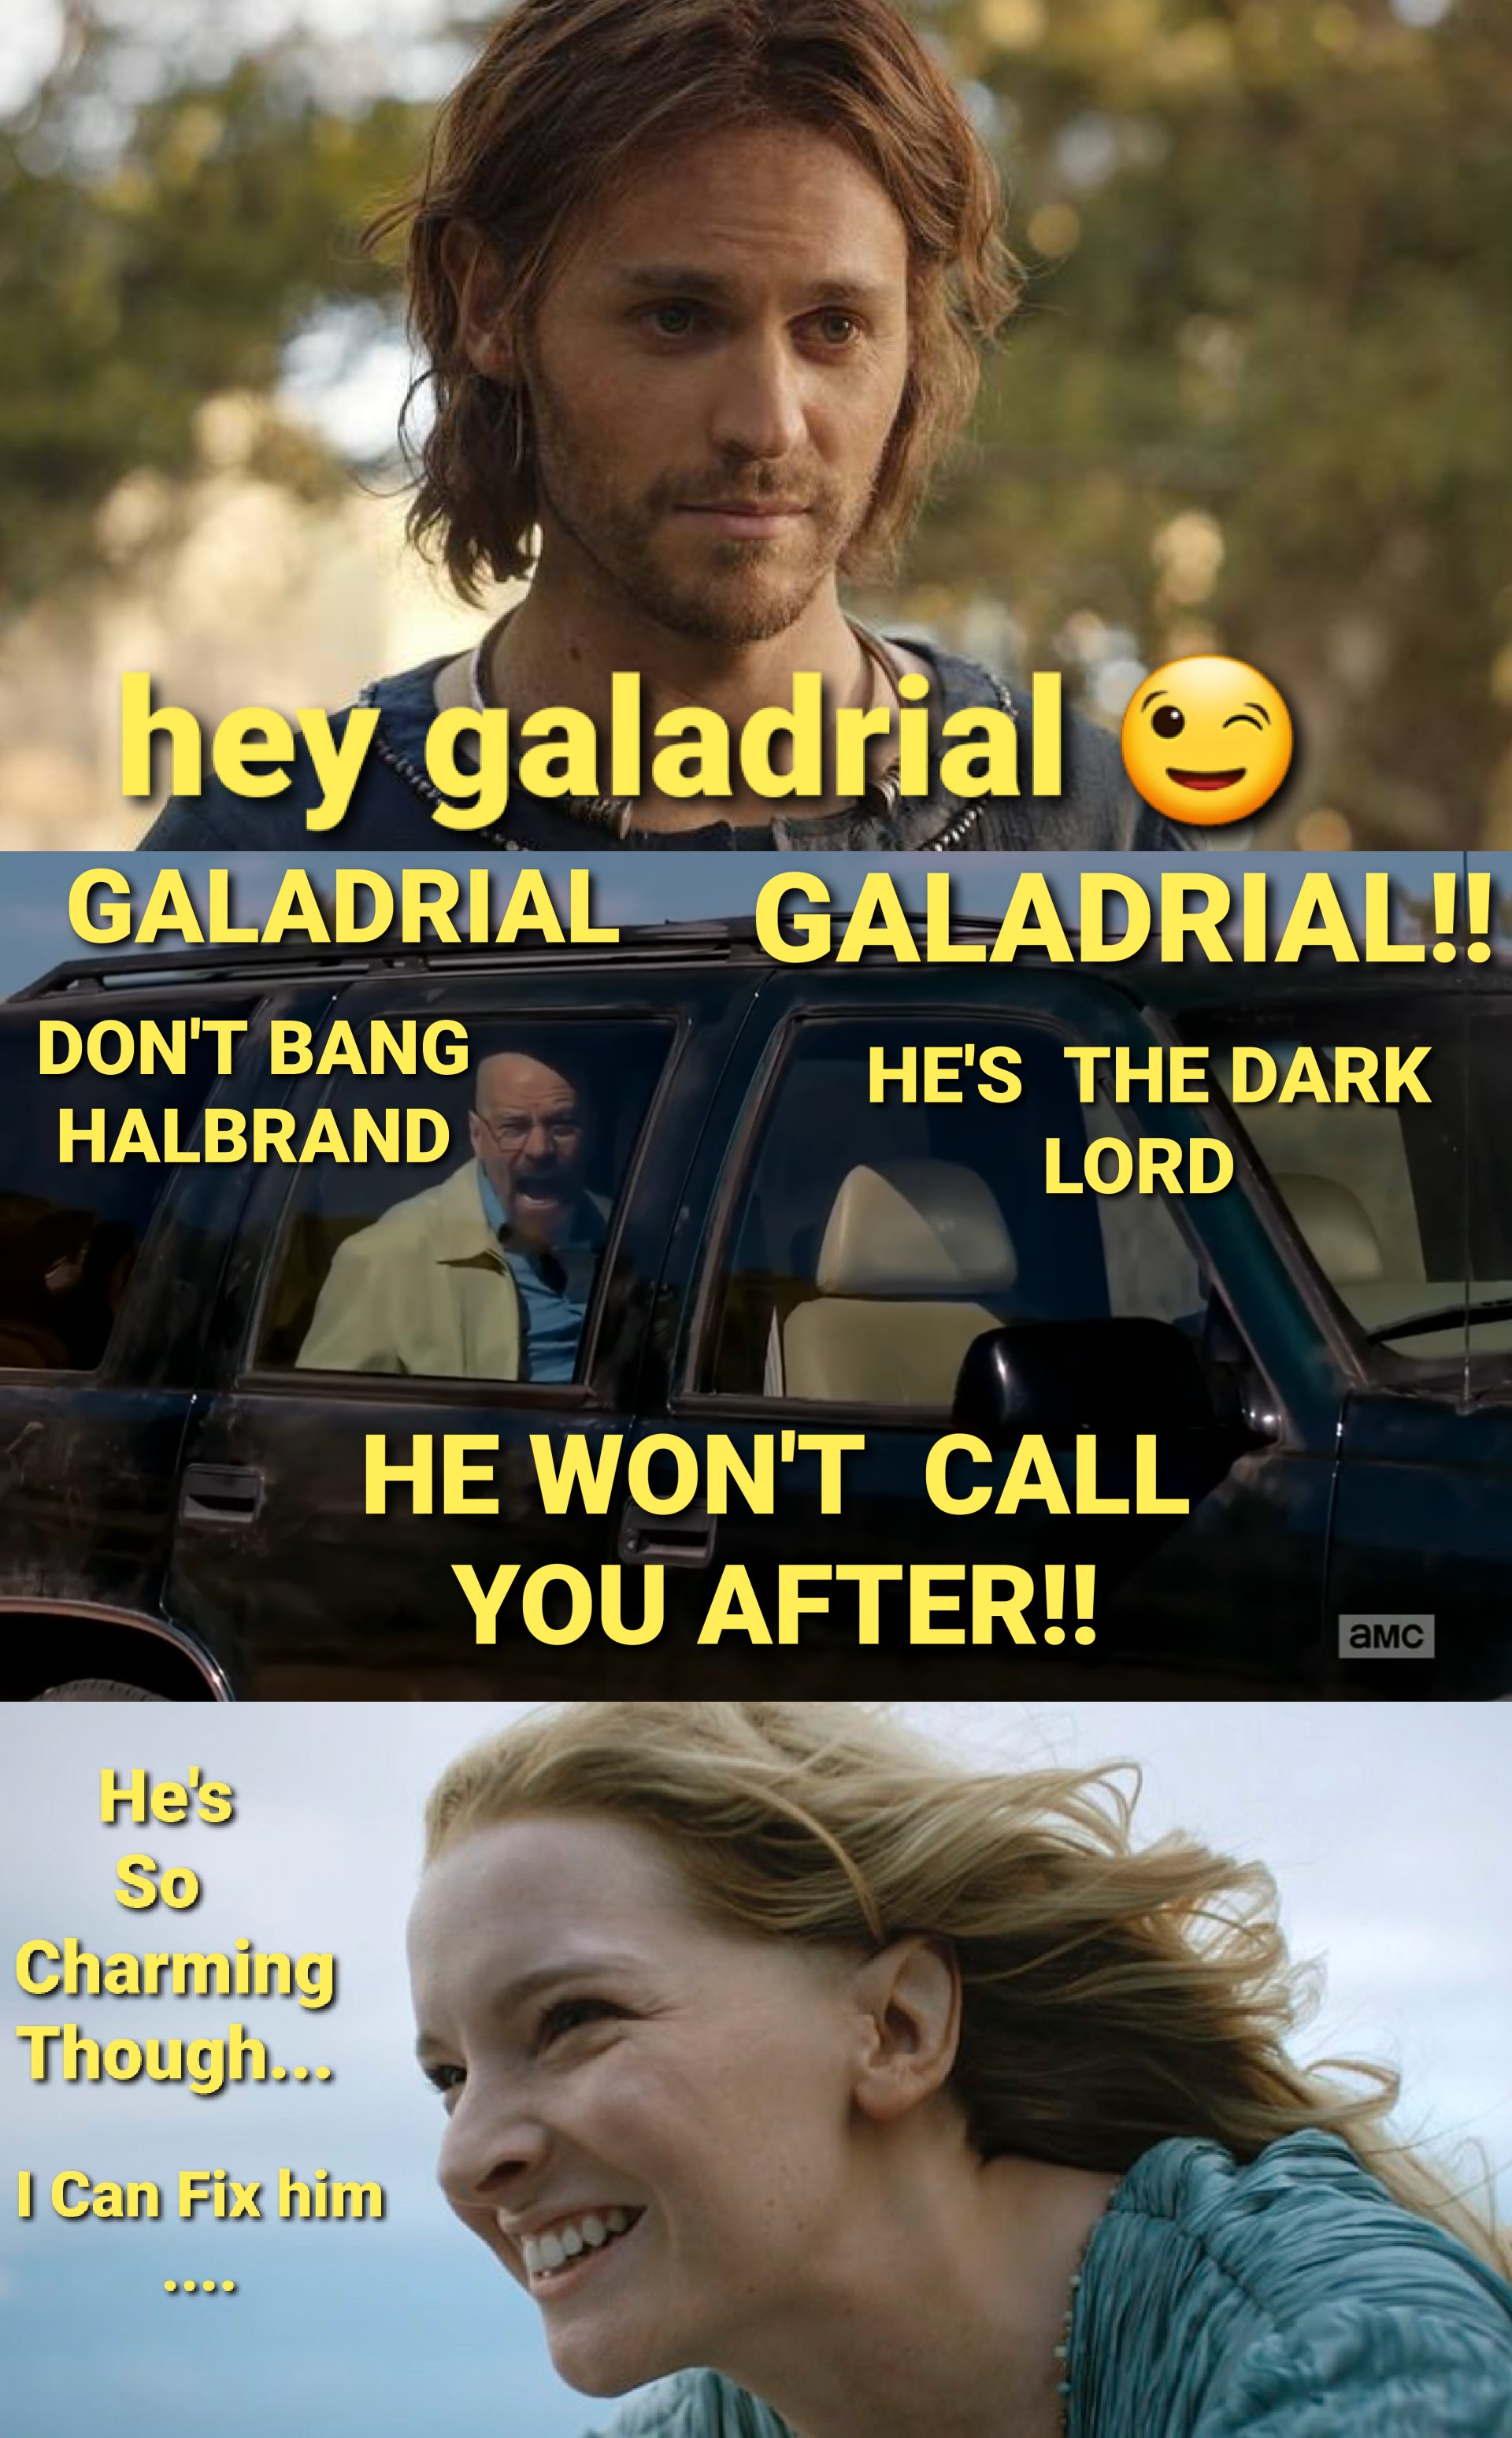 hey galadrial 😉
GALADRIAL
GALADRIAL!!
DON'T BANG
HALBRAND
HE'S THE DARK
LORD
HE WON'T CALL
YOU AFTER!!
aMC
He's
So
Charming
Though...
I Can Fix him
....